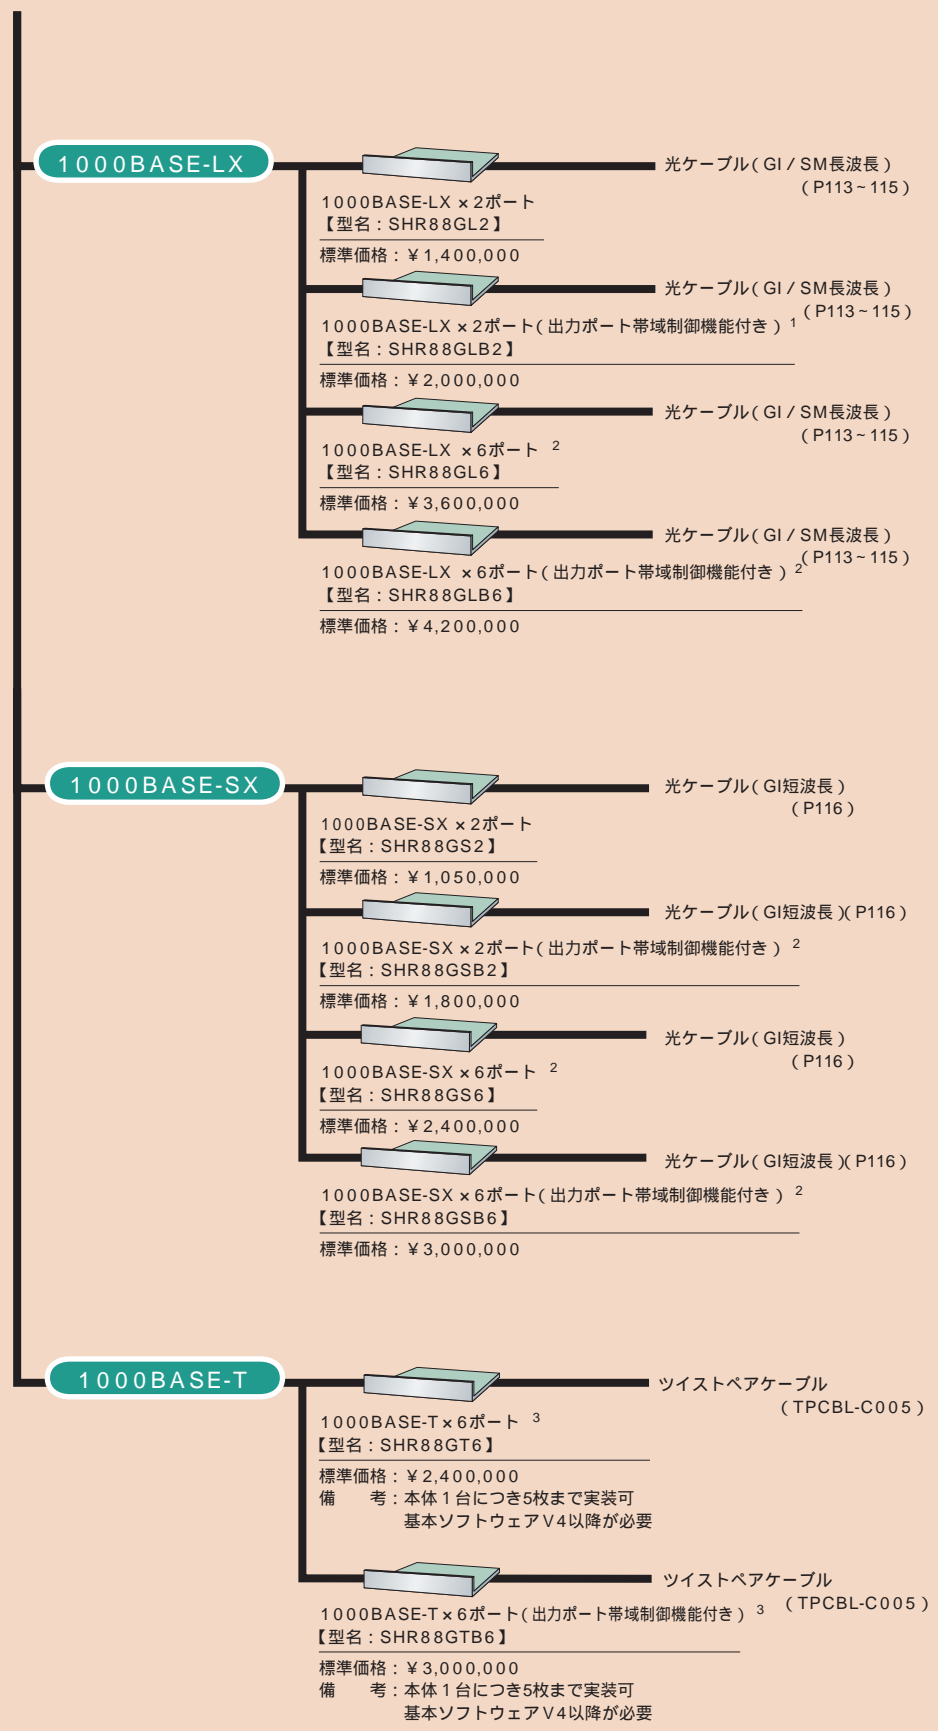 1000BASE-LX
光ケーブル(GI/SM長波長)
(P113~115)
1000BASE-LX×2ポート
【型名:SHR88GL2】
標準価格:¥1,400,000
光ケーブル(GI/SM長波長)
(P113~115)
1000BASE-LX×2ポート(出力ポート帯域制御機能付き) 1
【型名:SHR88GLB2】
標準価格:¥2,000,000
光ケーブル(GI/SM長波長)
(P113~115)
1000BASE-LX ×6ポート 2
【型名:SHR88GL6】
標準価格:¥3,600,000
光ケーブル(GI/SM長波長)
(P113~115)
1000BASE-LX ×6ポート(出力ポート帯域制御機能付き) 2
【型名:SHR88GLB6】
標準価格:¥4,200,000
1000BASE-SX
光ケーブル(GI短波長)
(P116)
1000BASE-SX×2ポート
【型名:SHR88GS2】
標準価格:¥1,050,000
光ケーブル(GI短波長)(P116)
1000BASE-SX×2ポート(出力ポート帯域制御機能付き) 2
【型名:SHR88GSB2】
標準価格:¥1,800,000
光ケーブル(GI短波長)
(P116)
1000BASE-SX×6ポート 2
【型名:SHR88GS6】
標準価格:¥2,400,000
光ケーブル(GI短波長)(P116)
1000BASE-SX×6ポート(出力ポート帯域制御機能付き) 2
【型名:SHR88GSB6】
標準価格:¥3,000,000
1000BASE-T
ツイストペアケーブル
(TPCBL-C005)
1000BASE-T×6ポート 3
【型名:SHR88GT6】
標準価格:¥2,400,000
備 考:本体1台につき5枚まで実装可
基本ソフトウェアV4以降が必要
ツイストペアケーブル
(TPCBL-C005)
1000BASE-T×6ポート(出力ポート帯域制御機能付き) 3
【型名:SHR88GTB6】
標準価格:¥3,000,000
備 考:本体1台につき5枚まで実装可
基本ソフトウェアV4以降が必要